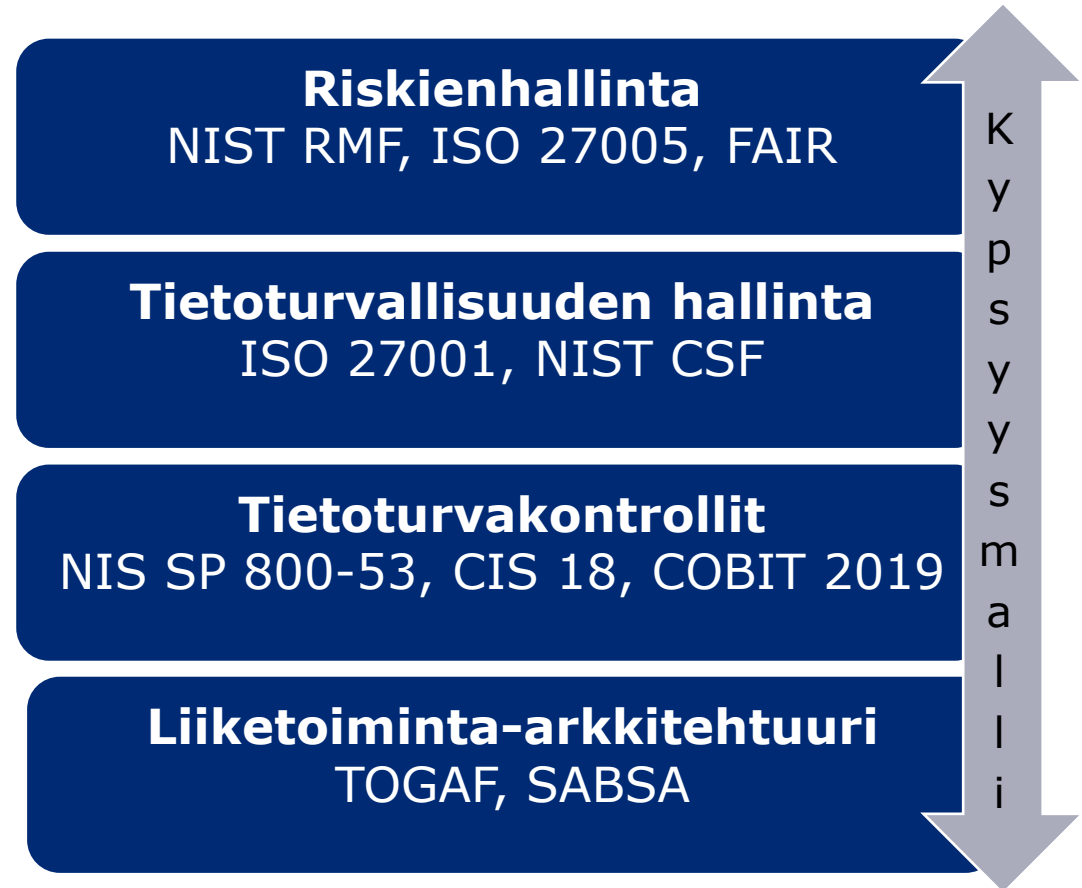 Riskienhallinta
NIST RMF, ISO 27005, FAIR
Tietoturvallisuuden hallinta
ISO 27001, NIST CSF
Tietoturvakontrollit
NIS SP 800-53, CIS 18, COBIT 2019
Liiketoiminta-arkkitehtuuri
TOGAF, SABSA
Kypsyysmalli